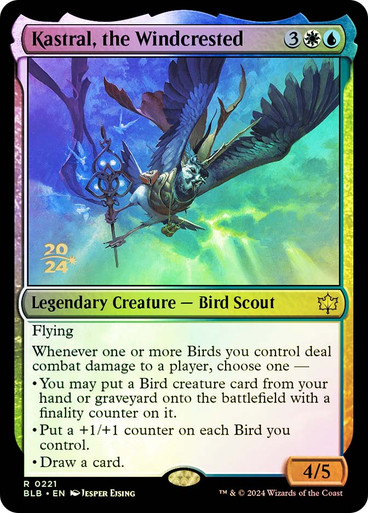 Kastral, the Windcrested 3
20
24
Legendary Creature — Bird Scout
Flying
Whenever one or more Birds you control deal
combat damage to a player, choose one —
•You may put a Bird creature card from your
hand or graveyard onto the battlefield with a
finality counter on it.
•Put a +1/+1 counter on each Bird you
control.
•Draw a card.
4/5
R 0221
BLB • EN Jesper Eising
™ & © 2024 Wizards of the Coast